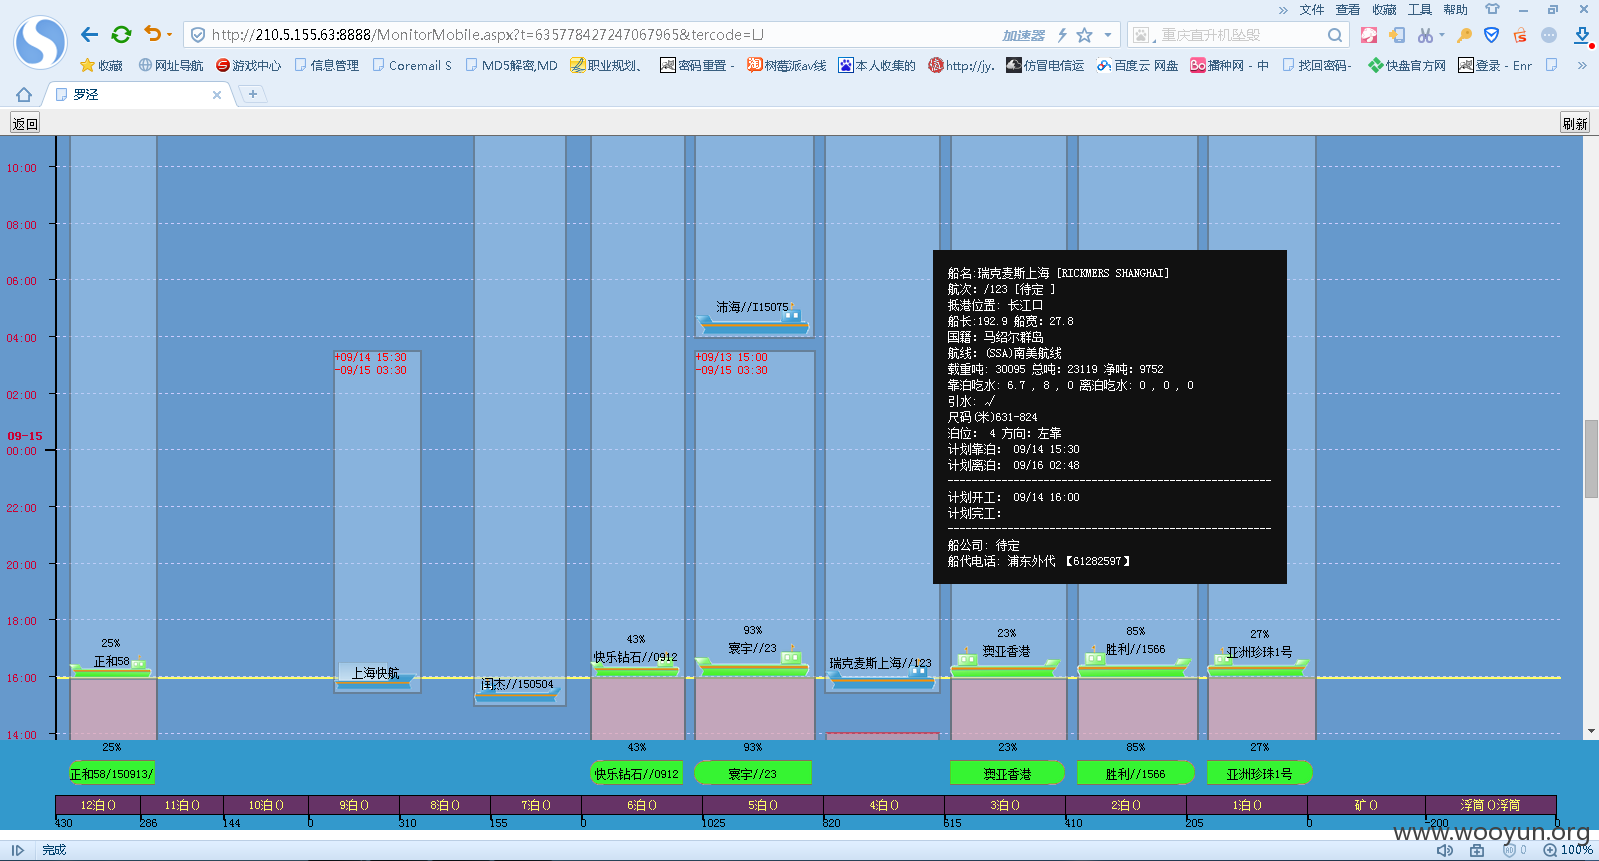 » 文件 查看 收藏 工具 帮助
http://210.5.155.63:8888/MonitorMobile.aspx?t=635778427247067965&tercode=LJ 加速器 重庆直升机坠毁
收藏 网址导航 游戏中心 信息管理 Coremail S MD5解密,MD 职业规划、 密码重置 - 树莓派av线 本人收集的 http://jy. 仿冒电信运 百度云 网盘 播种网 - 中 找回密码- 快盘官方网 登录 - Enr »
罗泾
返回 刷新
10:00
08:00
06:00
04:00
02:00
09-15
00:00
22:00
20:00
18:00
16:00
14:00
沛海//I15075
+09/14 15:30
-09/15 03:30
+09/13 15:00
-09/15 03:30
船名:瑞克麦斯上海 [RICKMERS SHANGHAI]
航次: /123 [待定 ]
抵港位置: 长江口
船长:192.9 船宽: 27.8
国籍: 马绍尔群岛
航线: (SSA)南美航线
载重吨: 30095 总吨: 23119 净吨: 9752
靠泊吃水: 6.7 , 8 , 0 离泊吃水: 0 , 0 , 0
引水: √
尺码(米)631-824
泊位: 4 方向: 左靠
计划靠泊: 09/14 15:30
计划离泊: 09/16 02:48
------------------------------------------------------
计划开工: 09/14 16:00
计划完工:
------------------------------------------------------
船公司: 待定
船代电话: 浦东外代 【61282597】
25%
正和58
上海快航
闰杰//150504
43%
快乐钻石//0912
93%
寰宇//23
瑞克麦斯上海//123
23%
澳亚香港
85%
胜利//1566
27%
亚洲珍珠1号
25% 43% 93% 23% 85% 27%
正和58/150913/ 快乐钻石//0912 寰宇//23 澳亚香港 胜利//1566 亚洲珍珠1号
12泊0 11泊0 10泊0 9泊0 8泊0 7泊0 6泊0 5泊0 4泊0 3泊0 2泊0 1泊0 矿0 浮筒0浮筒
430 286 144 0 310 155 0 1025 820 615 410 205 0 -200 0
www.wooyun.org
完成 0 100%